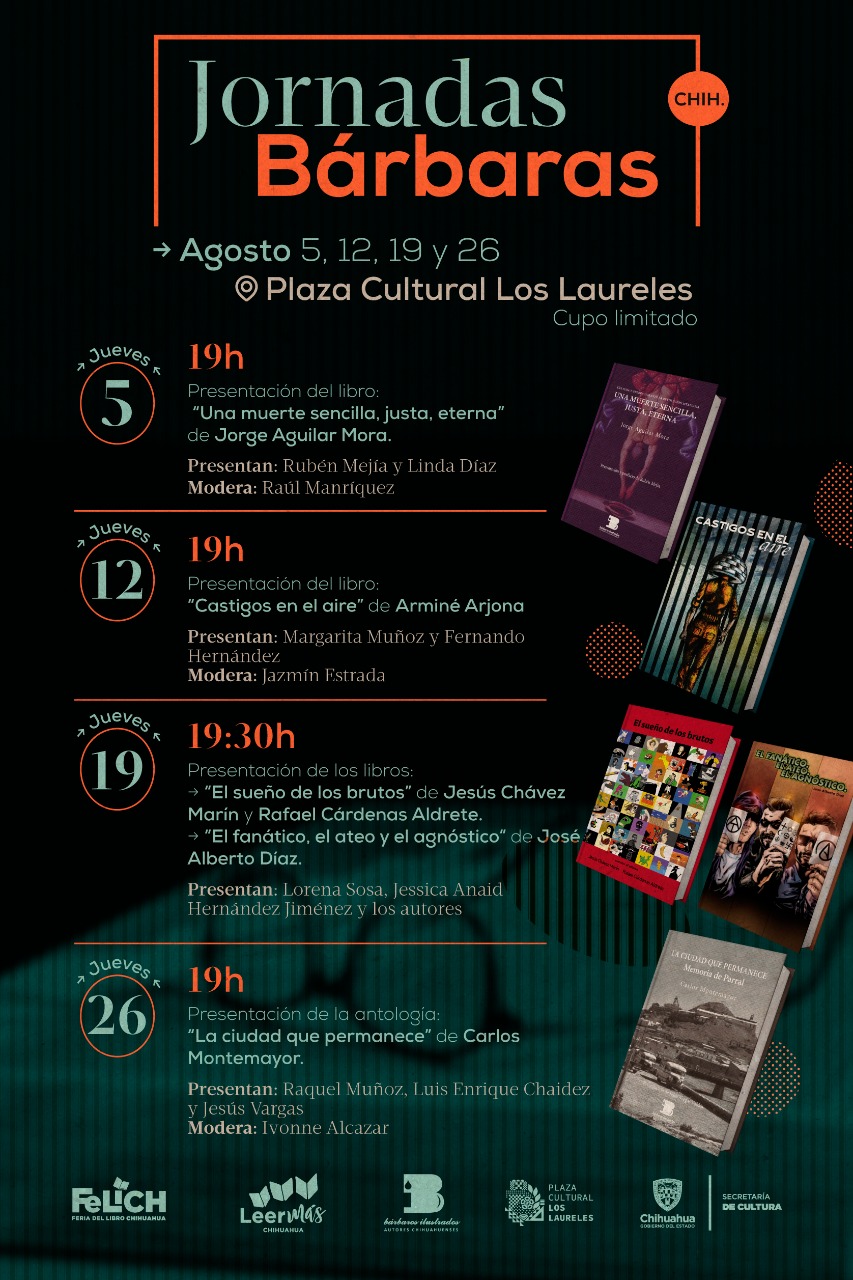 Jornadas
CHIH.
Bárbaras
→ Agosto 5, 12, 19 y 26
Plaza Cultural Los Laureles
Cupo limitado
Jueves
5
19h
Presentación del libro:
“Una muerte sencilla, justa, eterna”
de Jorge Aguilar Mora.
Presentan: Rubén Mejía y Linda Díaz
Modera: Raúl Manríquez
UNA MUERTE SENCILLA,
JUSTA, ETERNA
Jorge Aguilar Mora
Jueves
12
19h
Presentación del libro:
“Castigos en el aire” de Arminé Arjona
Presentan: Margarita Muñoz y Fernando
Hernández
Modera: Jazmín Estrada
CASTIGOS EN EL
aire
Jueves
19
19:30h
Presentación de los libros:
→ “El sueño de los brutos” de Jesús Chávez
Marín y Rafael Cárdenas Aldrete.
→ “El fanático, el ateo y el agnóstico” de José
Alberto Díaz.
Presentan: Lorena Sosa, Jessica Anaid
Hernández Jiménez y los autores
El sueño de los brutos
EL FANÁTICO,
EL ATEO,
EL AGNÓSTICO.
Jueves
26
19h
Presentación de la antología:
“La ciudad que permanece” de Carlos
Montemayor.
Presentan: Raquel Muñoz, Luis Enrique Chaidez
y Jesús Vargas
Modera: Ivonne Alcazar
LA CIUDAD QUE PERMANECE
Memoria de Parral
Carlos Montemayor
FeLiCH
FERIA DEL LIBRO CHIHUAHUA
Leer más
CHIHUAHUA
bárbaros ilustrados
AUTORES CHIHUAHUENSES
PLAZA
CULTURAL
LOS
LAURELES
Chihuahua
GOBIERNO DEL ESTADO
SECRETARÍA
DE CULTURA